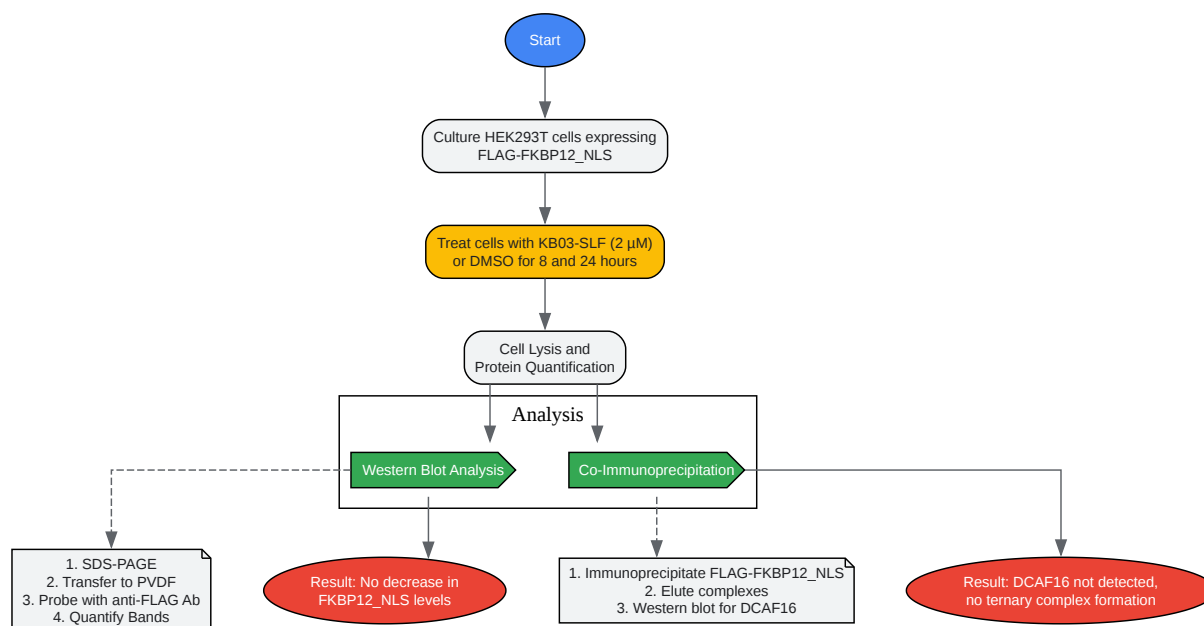 Start
Culture HEK293T cells expressing
FLAG-FKBP12_NLS
Treat cells with KB03-SLF (2 µM)
or DMSO for 8 and 24 hours
Cell Lysis and
Protein Quantification
Analysis
Western Blot Analysis
Co-Immunoprecipitation
1. SDS-PAGE
2. Transfer to PVDF
3. Probe with anti-FLAG Ab
4. Quantify Bands
Result: No decrease in
FKBP12_NLS levels
1. Immunoprecipitate FLAG-FKBP12_NLS
2. Elute complexes
3. Western blot for DCAF16
Result: DCAF16 not detected,
no ternary complex formation